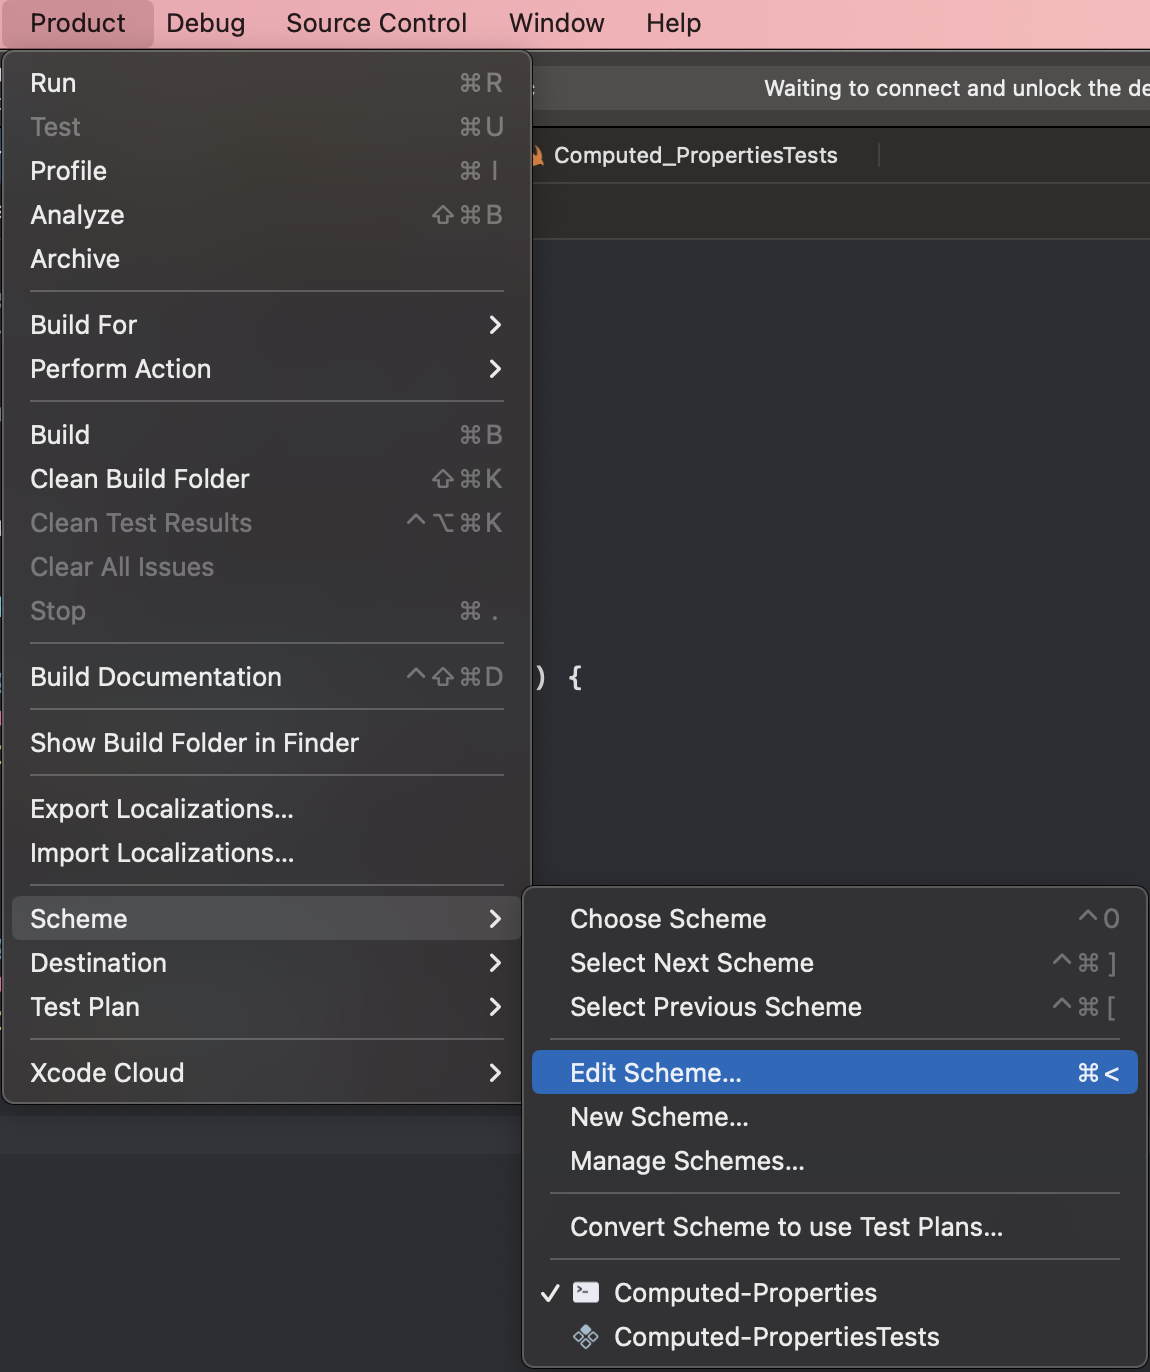 Product Debug Source Control Window Help
Run ⌘R
Waiting to connect and unlock the de
Test ⌘U
Computed_PropertiesTests
Profile ⌘I
Analyze ⇧⌘B
Archive
Build For
Perform Action
Build ⌘B
Clean Build Folder ⇧⌘K
Clean Test Results ^⌥⌘K
Clear All Issues
Stop ⌘.
Build Documentation ^⇧⌘D
) {
Show Build Folder in Finder
Export Localizations...
Import Localizations...
Scheme
Destination
Test Plan
Xcode Cloud
Choose Scheme ^0
Select Next Scheme ^⌘]
Select Previous Scheme ^⌘[
Edit Scheme... ⌘<
New Scheme...
Manage Schemes...
Convert Scheme to use Test Plans...
✓ Computed-Properties
Computed-PropertiesTests